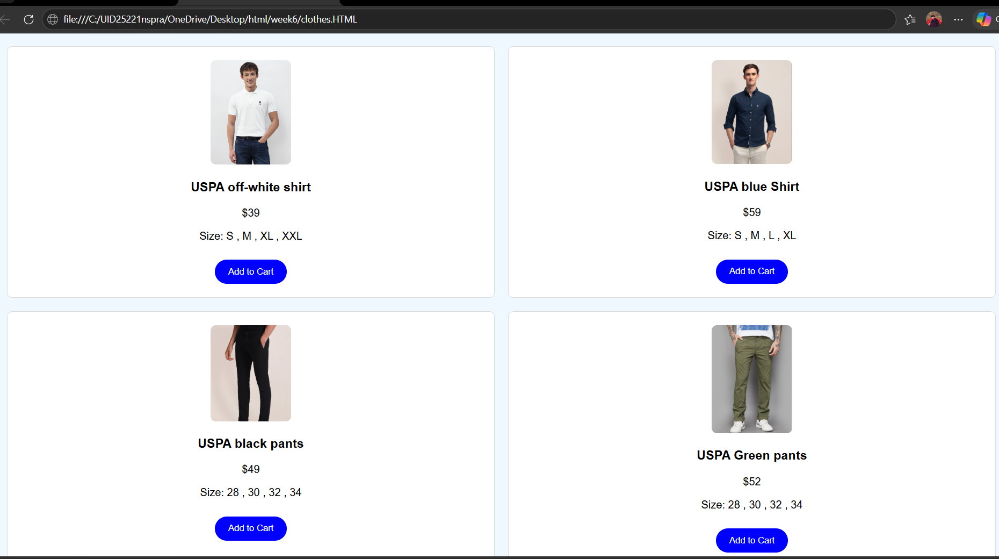 file:///C:/UID25221nspra/OneDrive/Desktop/html/week6/clothes.HTML
USPA off-white shirt
$39
Size: S , M , XL , XXL
Add to Cart
USPA blue Shirt
$59
Size: S , M , L , XL
Add to Cart
USPA black pants
$49
Size: 28 , 30 , 32 , 34
Add to Cart
USPA Green pants
$52
Size: 28 , 30 , 32 , 34
Add to Cart